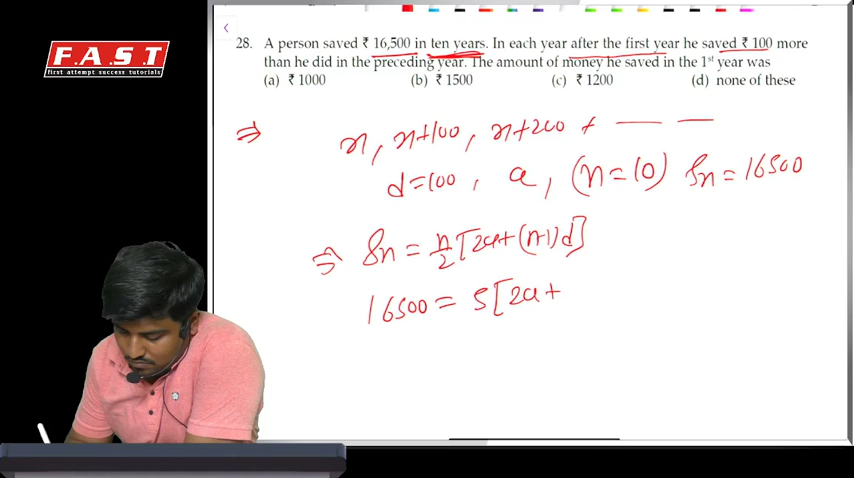 F.A.S.T
first attempt success tutorials
28. A person saved ₹ 16,500 in ten years. In each year after the first year he saved ₹ 100 more
than he did in the preceding year. The amount of money he saved in the 1st year was
(a) ₹ 1000 (b) ₹ 1500 (c) ₹ 1200 (d) none of these
⇒ x, x+100, x+200 + — —
d=100, a, (n=10) Sn=16500
⇒ Sn = n/2 [2a+(n-1)d]
16500 = 5[2a+